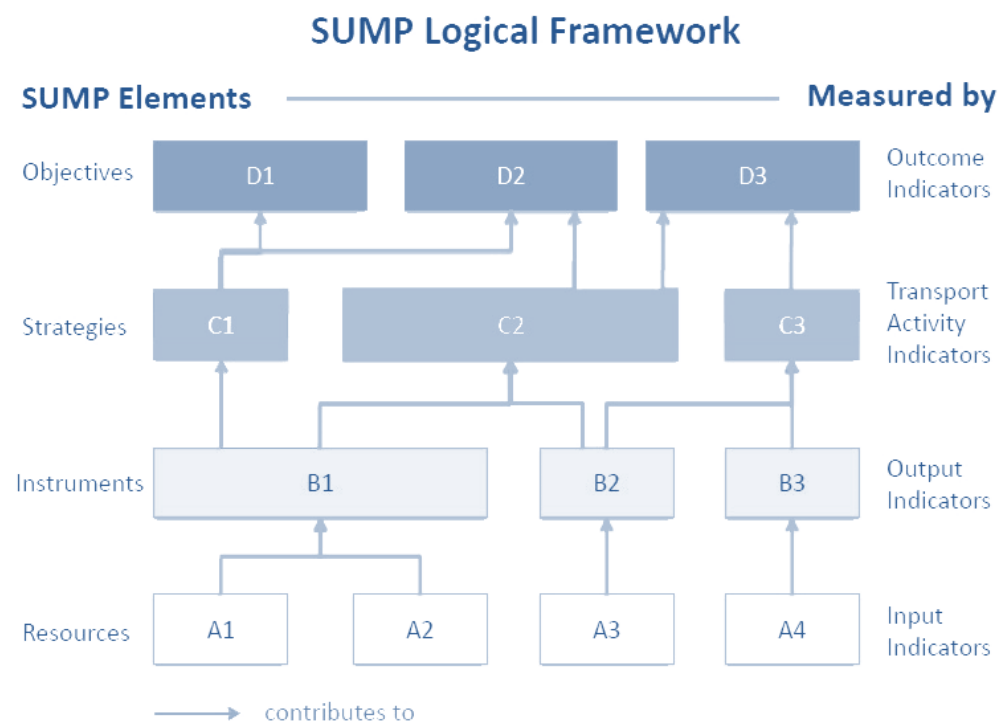 SUMP Logical Framework
SUMP Elements
Measured by
Objectives
D1
D2
D3
Outcome
Indicators
Strategies
C1
C2
C3
Transport
Activity
Indicators
Instruments
B1
B2
B3
Output
Indicators
Resources
A1
A2
A3
A4
Input
Indicators
contributes to